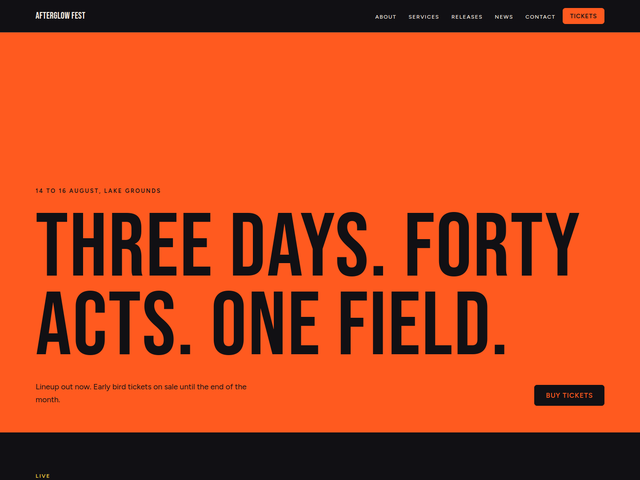 AFTERGLOW FEST
ABOUT SERVICES RELEASES NEWS CONTACT TICKETS
14 TO 16 AUGUST, LAKE GROUNDS
THREE DAYS. FORTY
ACTS. ONE FIELD.
Lineup out now. Early bird tickets on sale until the end of the
month.
BUY TICKETS
LIVE